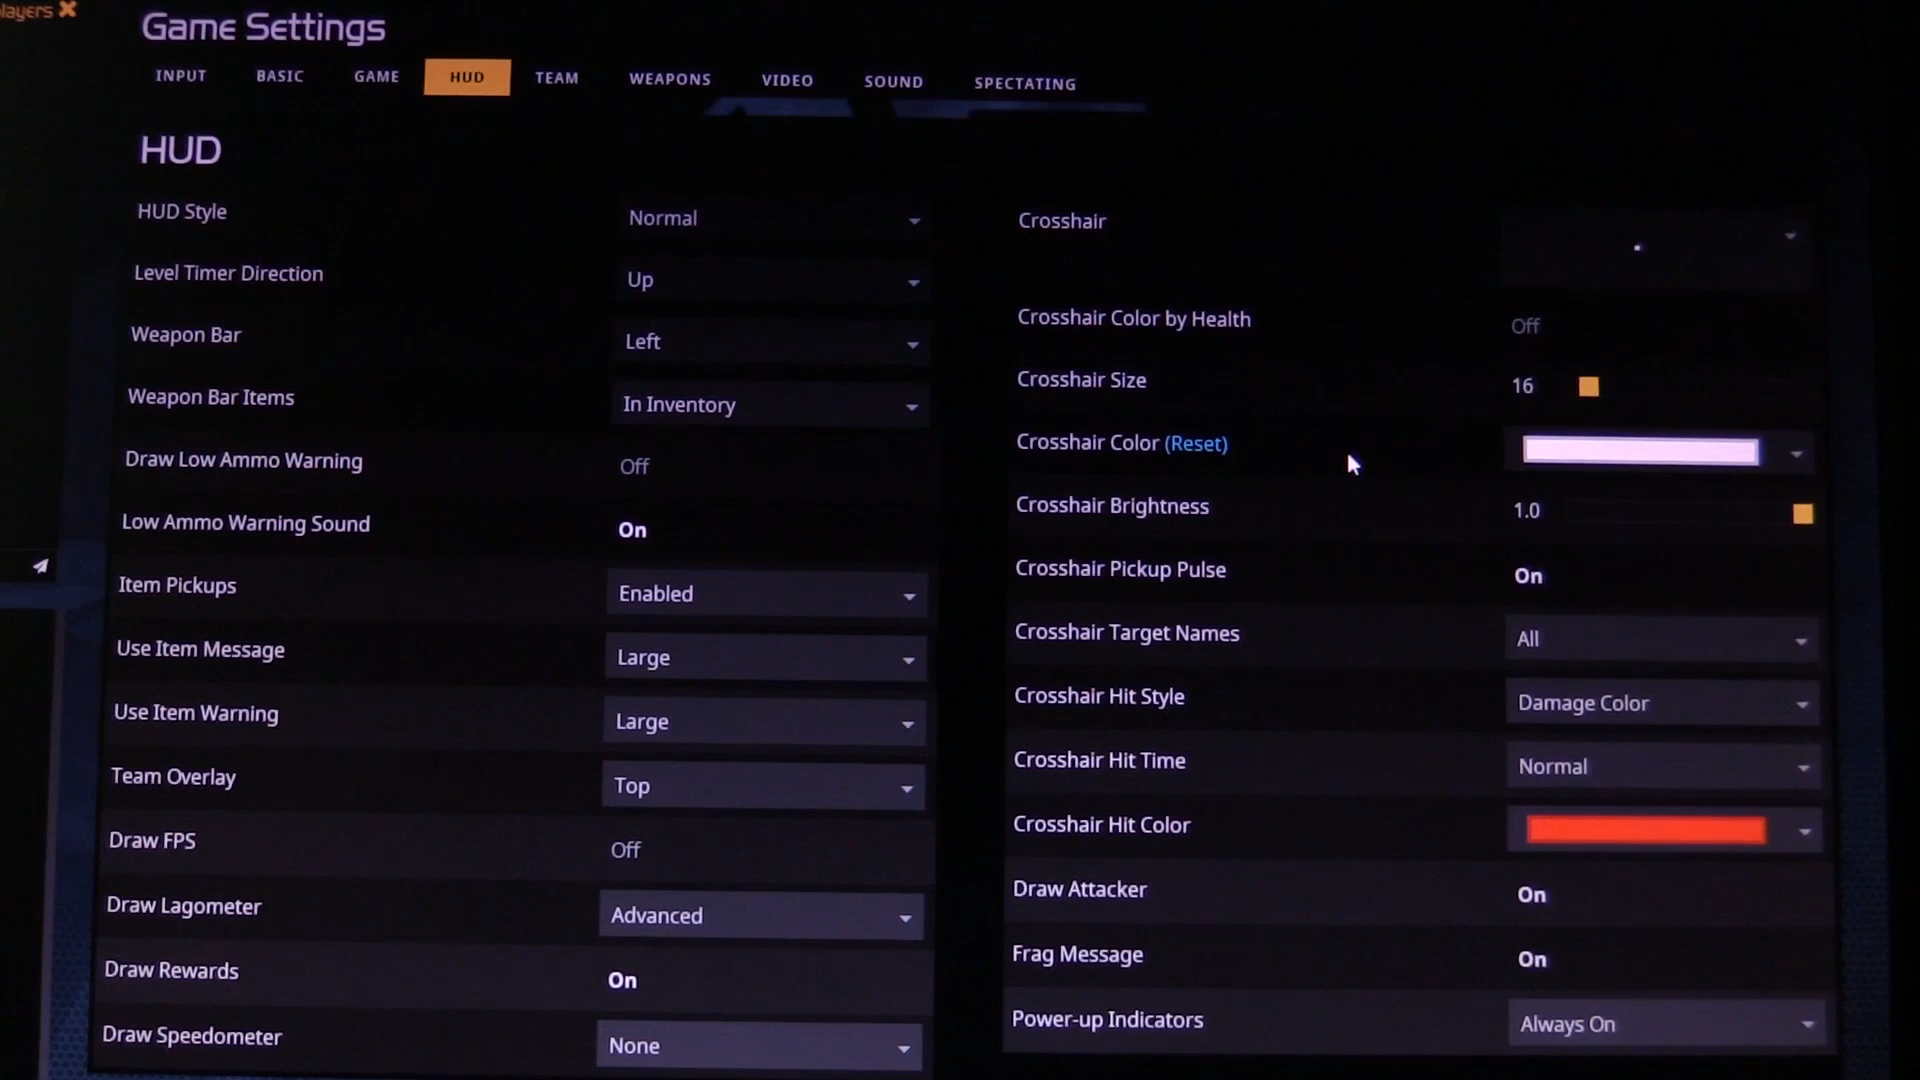 layers ✖
Game Settings
INPUT BASIC GAME HUD TEAM WEAPONS VIDEO SOUND SPECTATING
HUD
HUD Style Normal
Level Timer Direction Up
Weapon Bar Left
Weapon Bar Items In Inventory
Draw Low Ammo Warning Off
Low Ammo Warning Sound On
Item Pickups Enabled
Use Item Message Large
Use Item Warning Large
Team Overlay Top
Draw FPS Off
Draw Lagometer Advanced
Draw Rewards On
Draw Speedometer None
Crosshair
Crosshair Color by Health Off
Crosshair Size 16
Crosshair Color (Reset)
Crosshair Brightness 1.0
Crosshair Pickup Pulse On
Crosshair Target Names All
Crosshair Hit Style Damage Color
Crosshair Hit Time Normal
Crosshair Hit Color
Draw Attacker On
Frag Message On
Power-up Indicators Always On